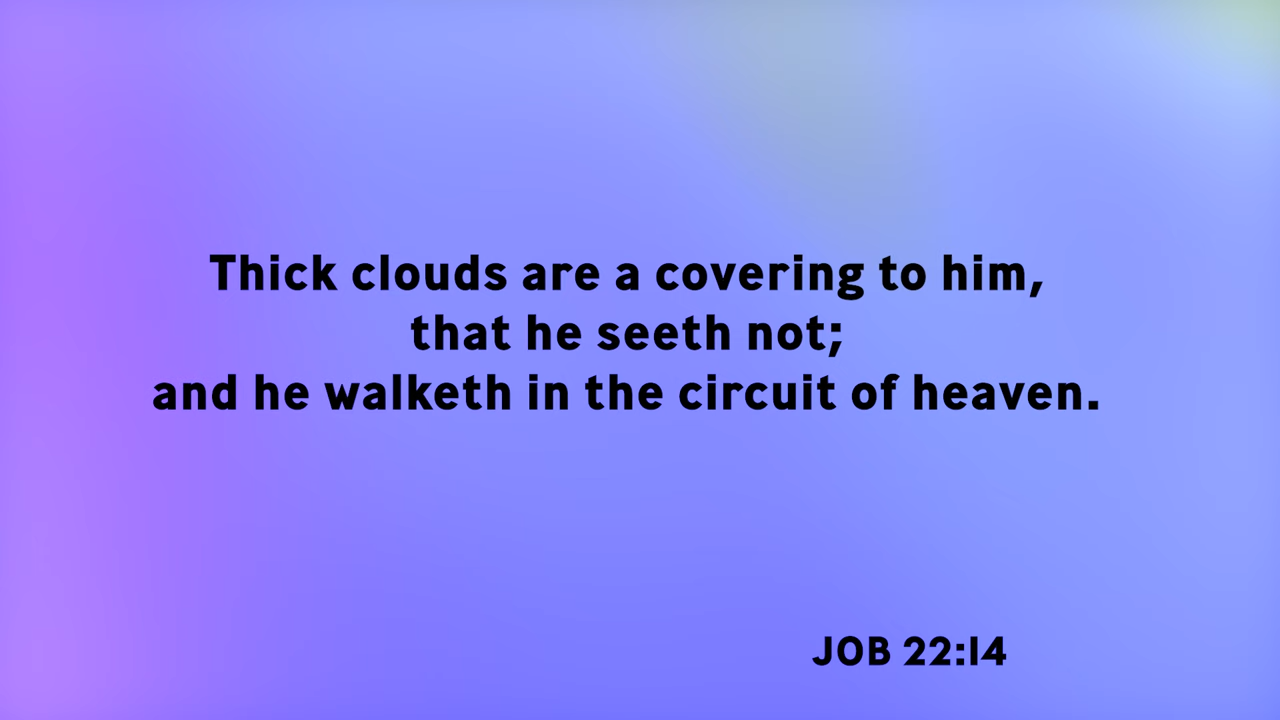 Thick clouds are a covering to him,
that he seeth not;
and he walketh in the circuit of heaven.
JOB 22:14